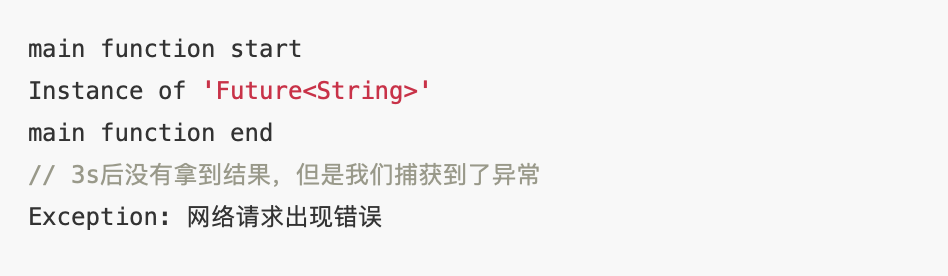 main function start
Instance of 'Future<String>'
main function end
// 3s后没有拿到结果，但是我们捕获到了异常
Exception: 网络请求出现错误